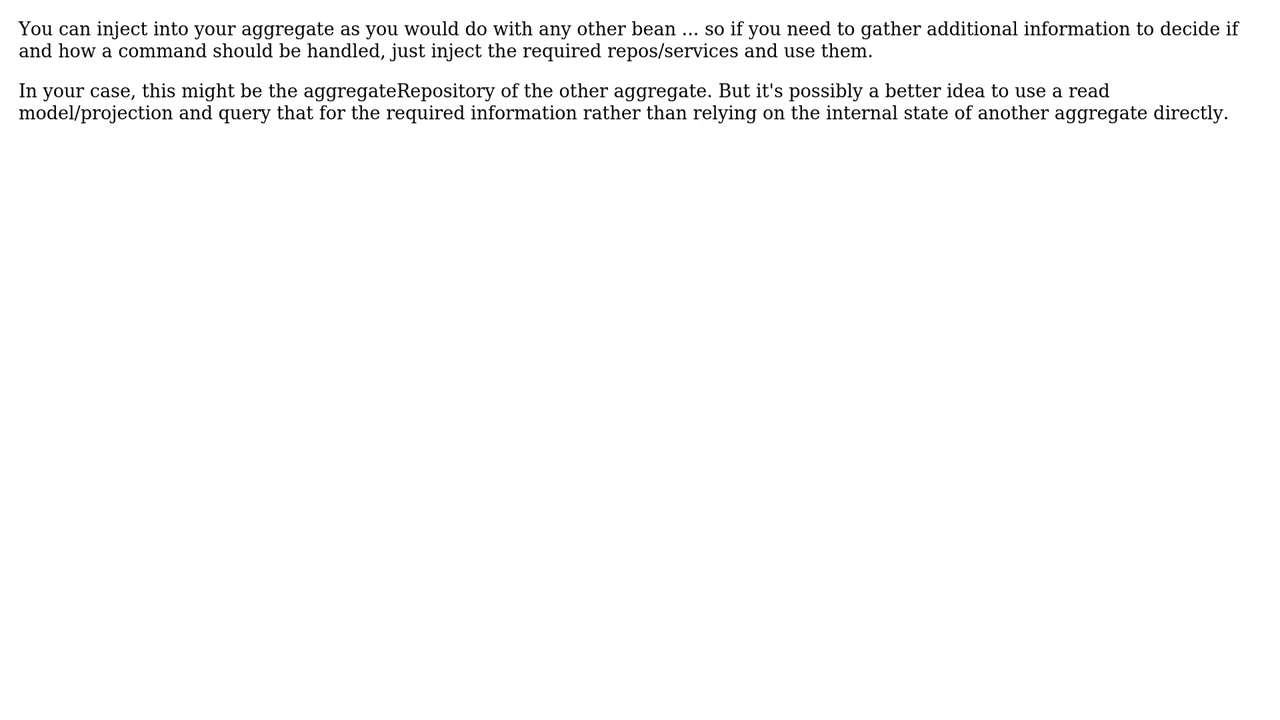 You can inject into your aggregate as you would do with any other bean ... so if you need to gather additional information to decide if
and how a command should be handled, just inject the required repos/services and use them.
In your case, this might be the aggregateRepository of the other aggregate. But it's possibly a better idea to use a read
model/projection and query that for the required information rather than relying on the internal state of another aggregate directly.